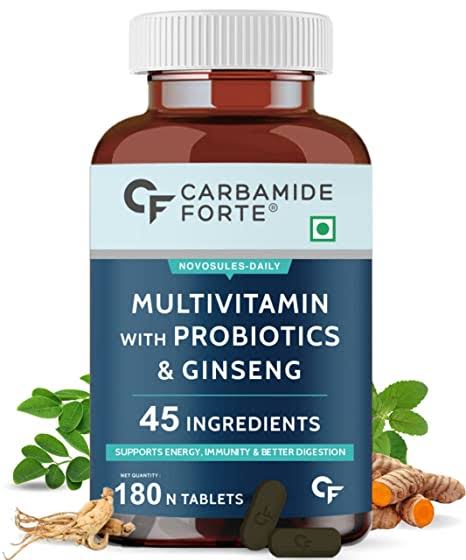 CF CARBAMIDE
FORTE®
NOVOSULES-DAILY
MULTIVITAMIN
WITH PROBIOTICS
& GINSENG
45 INGREDIENTS
SUPPORTS ENERGY, IMMUNITY & BETTER DIGESTION
NET QUANTITY:
180 N TABLETS
CF